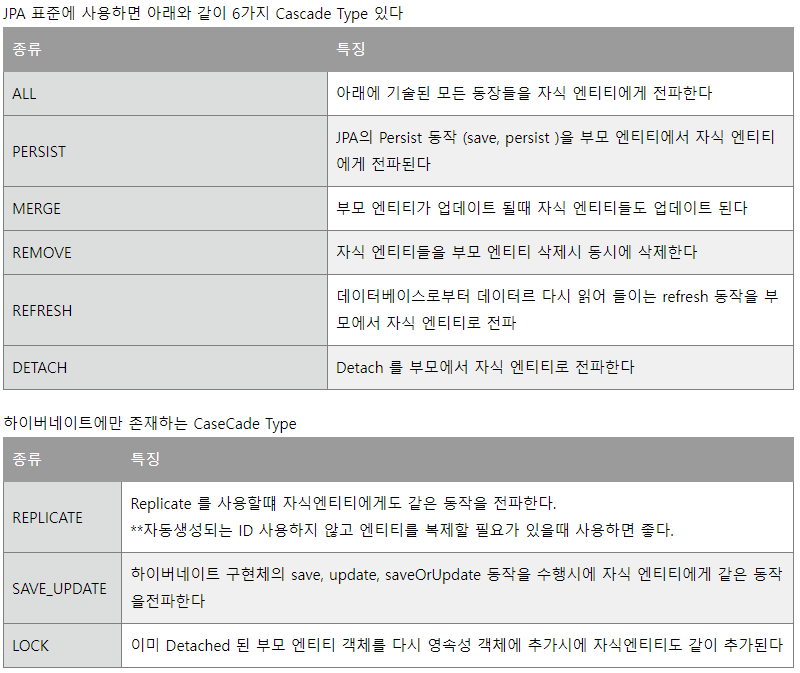 JPA 표준에 사용하면 아래와 같이 6가지 Cascade Type 있다
종류 특징
ALL 아래에 기술된 모든 동장들을 자식 엔티티에게 전파한다
PERSIST JPA의 Persist 동작 (save, persist )을 부모 엔티티에서 자식 엔티티
에게 전파된다
MERGE 부모 엔티티가 업데이트 될때 자식 엔티티들도 업데이트 된다
REMOVE 자식 엔티티들을 부모 엔티티 삭제시 동시에 삭제한다
REFRESH 데이터베이스로부터 데이터르 다시 읽어 들이는 refresh 동작을 부
모에서 자식 엔티티로 전파
DETACH Detach 를 부모에서 자식 엔티티로 전파한다
하이버네이트에만 존재하는 CaseCade Type
종류 특징
REPLICATE Replicate 를 사용할떄 자식엔티티에게도 같은 동작을 전파한다.
**자동생성되는 ID 사용하지 않고 엔티티를 복제할 필요가 있을때 사용하면 좋다.
SAVE_UPDATE 하이버네이트 구현체의 save, update, saveOrUpdate 동작을 수행시에 자식 엔티티에게 같은 동작
을전파한다
LOCK 이미 Detached 된 부모 엔티티 객체를 다시 영속성 객체에 추가시에 자식엔티티도 같이 추가된다